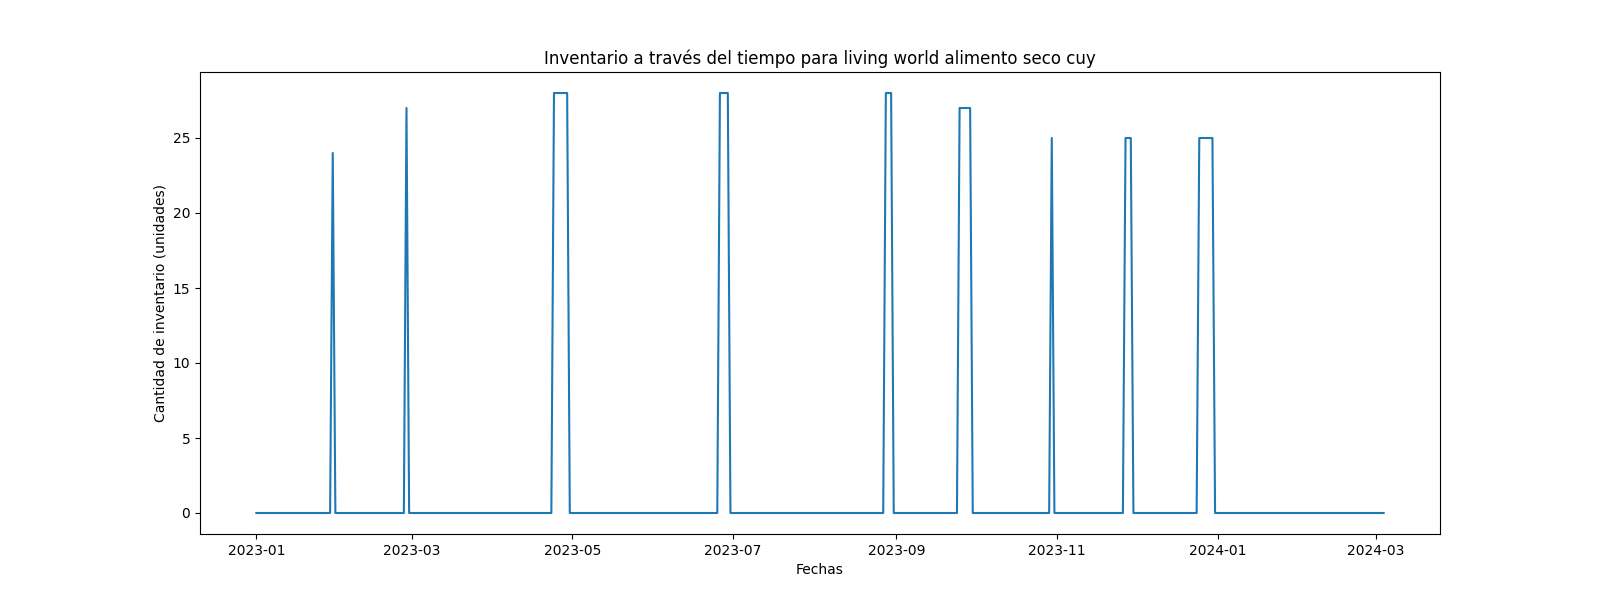 Inventario a través del tiempo para living world alimento seco cuy
Cantidad de inventario (unidades)
25
20
15
10
5
0
2023-01 2023-03 2023-05 2023-07 2023-09 2023-11 2024-01 2024-03
Fechas